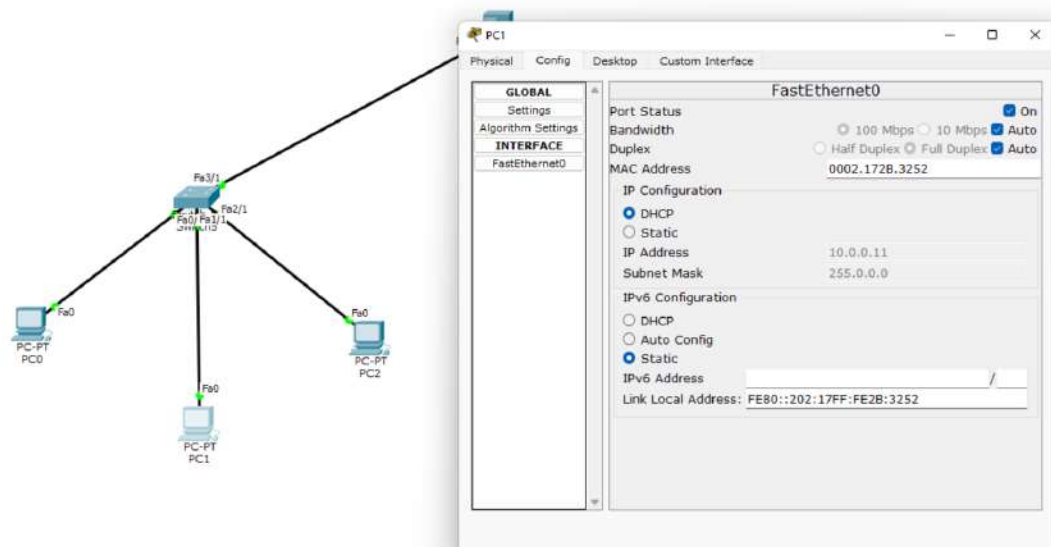 PC1
Physical Config Desktop Custom Interface
GLOBAL
Settings
Algorithm Settings
INTERFACE
FastEthernet0
FastEthernet0
Port Status On
Bandwidth 100 Mbps 10 Mbps Auto
Duplex Half Duplex Full Duplex Auto
MAC Address 0002.172B.3252
IP Configuration
DHCP
Static
IP Address 10.0.0.11
Subnet Mask 255.0.0.0
IPv6 Configuration
DHCP
Auto Config
Static
IPv6 Address /
Link Local Address: FE80::202:17FF:FE2B:3252
Fa3/1
Fa2/1
Fa0/ Fa1/1
Fa0
PC-PT
PC0
Fa0
PC-PT
PC2
Fa0
PC-PT
PC1